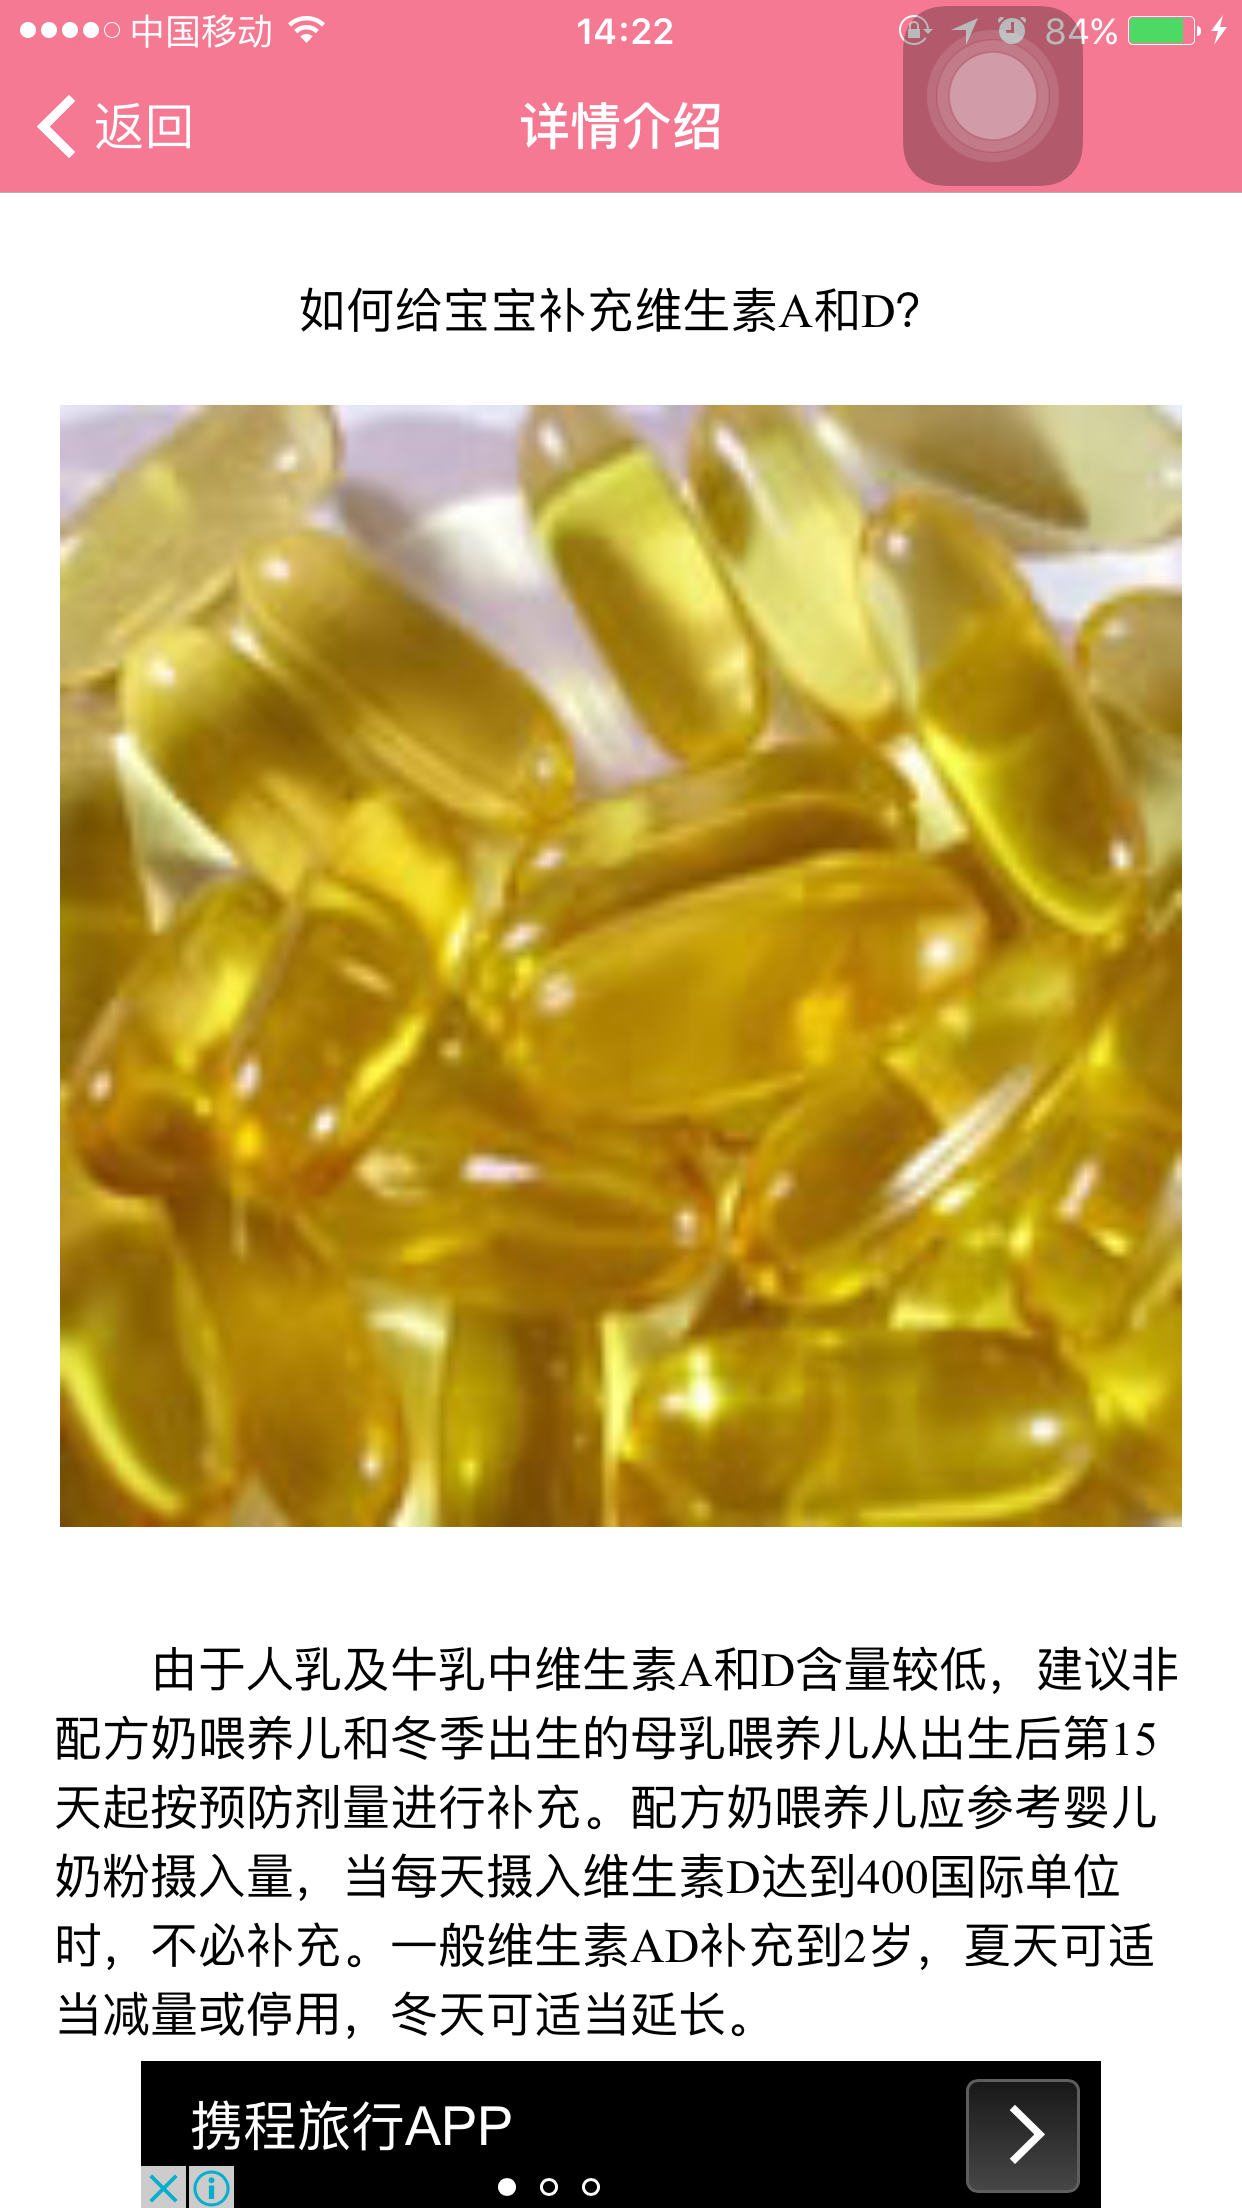 中国移动 14:22 84%
返回 详情介绍
如何给宝宝补充维生素A和D?
由于人乳及牛乳中维生素A和D含量较低，建议非
配方奶喂养儿和冬季出生的母乳喂养儿从出生后第15
天起按预防剂量进行补充。配方奶喂养儿应参考婴儿
奶粉摄入量，当每天摄入维生素D达到400国际单位
时，不必补充。一般维生素AD补充到2岁，夏天可适
当减量或停用，冬天可适当延长。
携程旅行APP